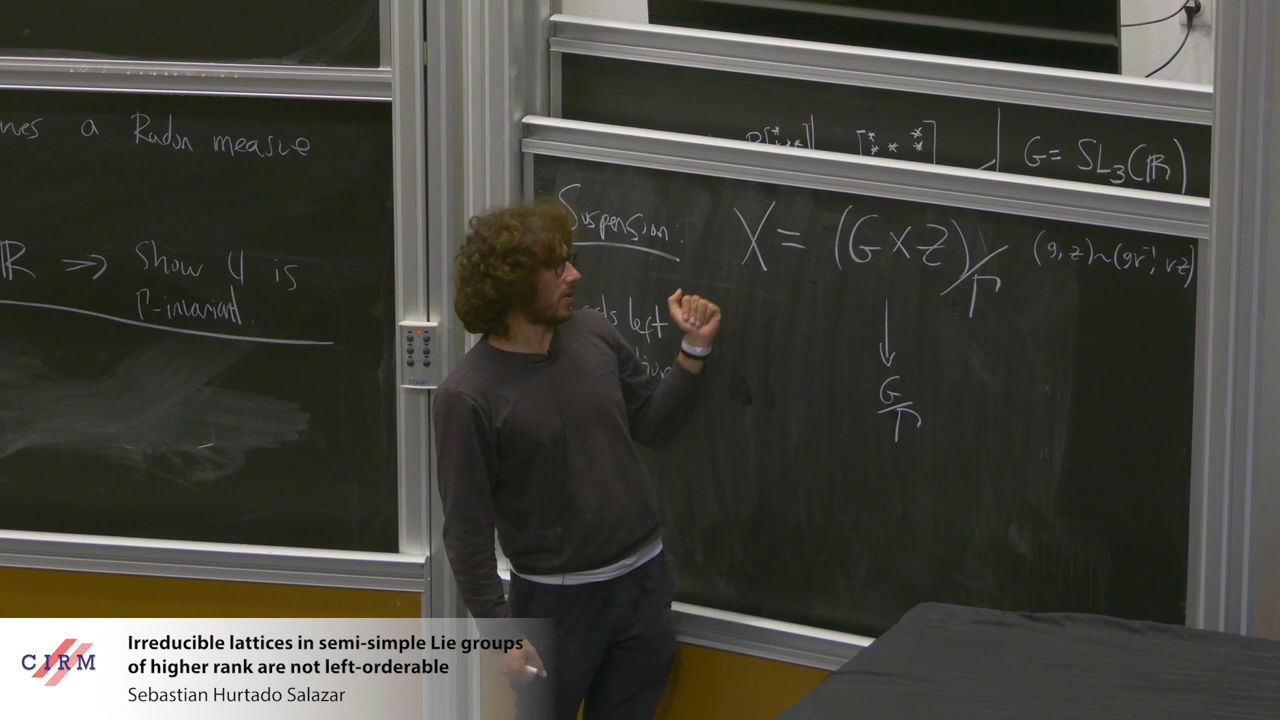 nes a Radon measure
R => Show μ is
Γ-invariant.
G= SL₃(ℝ)
Suspension: X = (G×Z)/Γ (g,z)~(gγ⁻¹, γz)
left
↓
G/Γ
CIRM
Irreducible lattices in semi-simple Lie groups
of higher rank are not left-orderable
Sebastian Hurtado Salazar